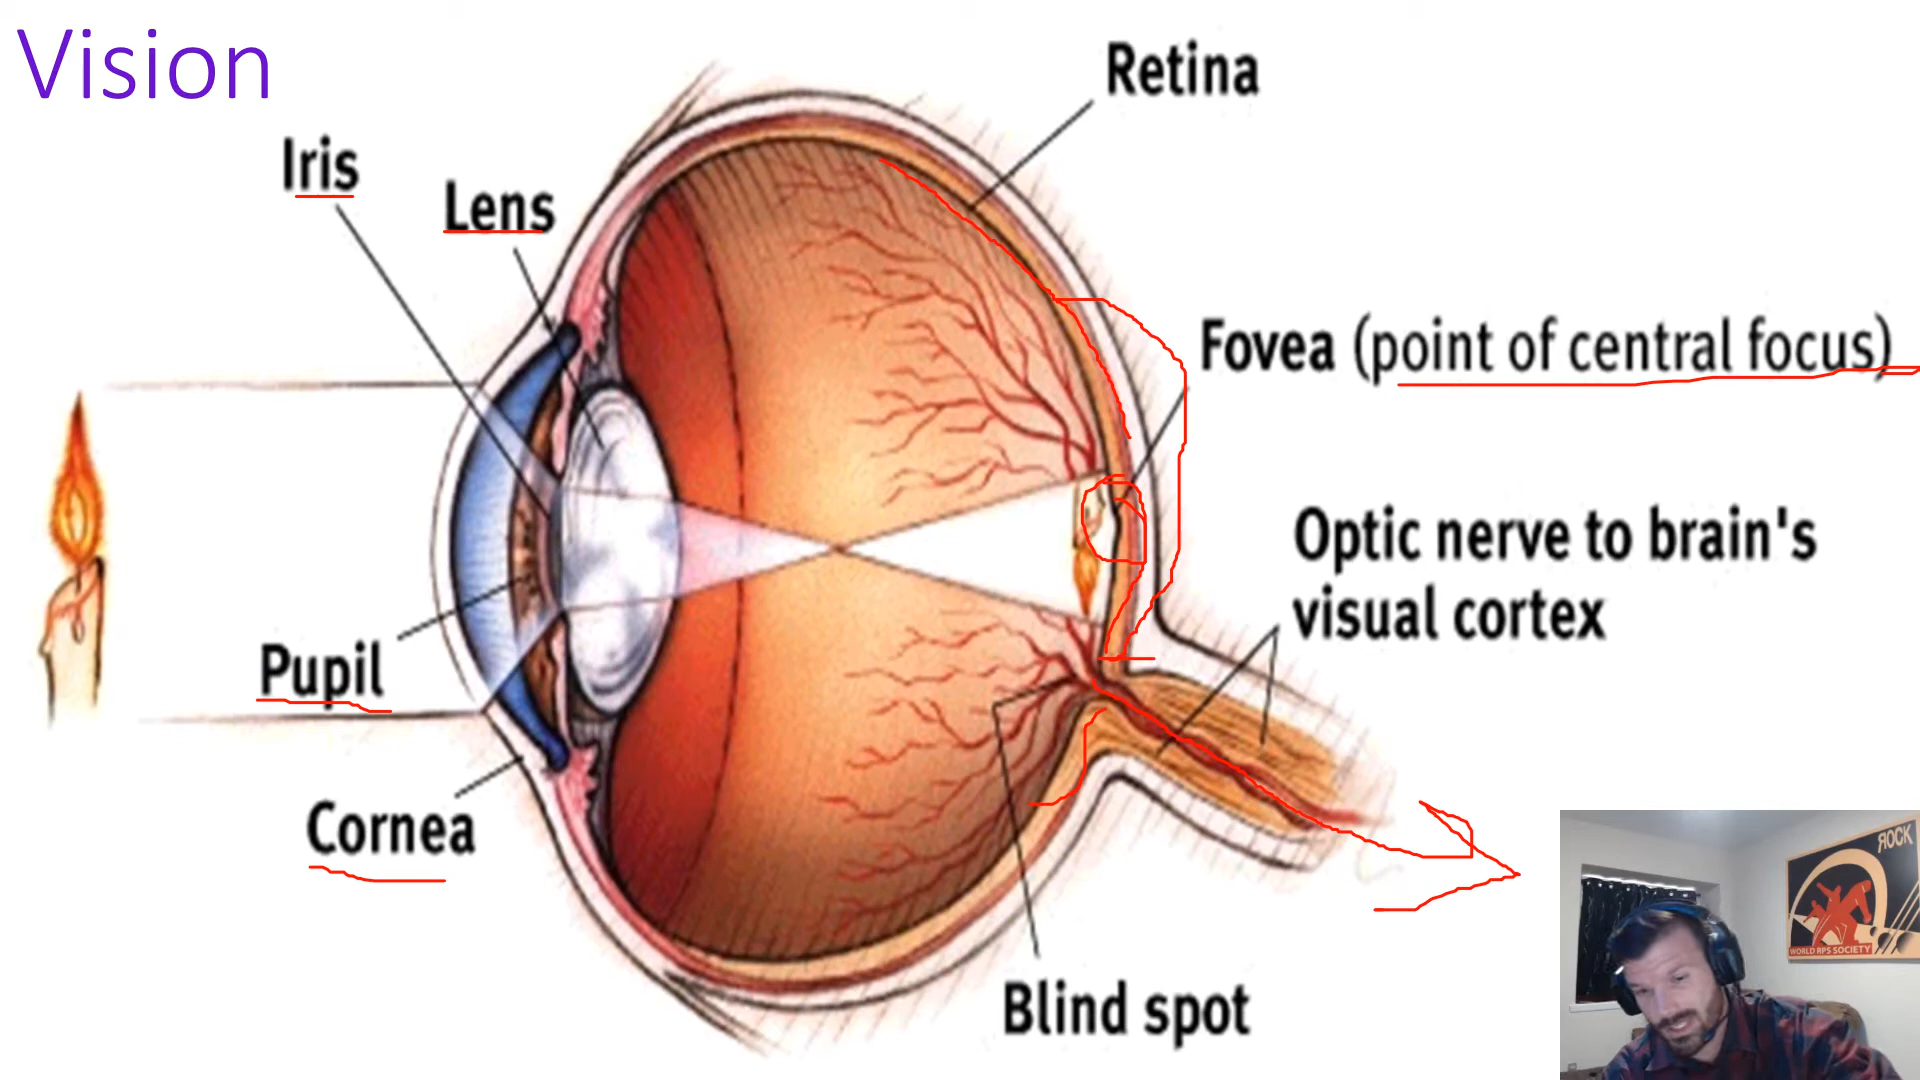 Vision
Retina
Iris
Lens
Fovea (point of central focus)
Optic nerve to brain's
visual cortex
Pupil
Cornea
Blind spot
ЯOCK
WORLD RPS SOCIETY